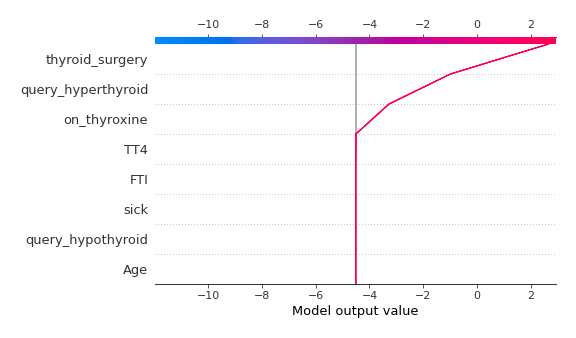 −10 −8 −6 −4 −2 0 2
thyroid_surgery
query_hyperthyroid
on_thyroxine
TT4
FTI
sick
query_hypothyroid
Age
−10 −8 −6 −4 −2 0 2
Model output value